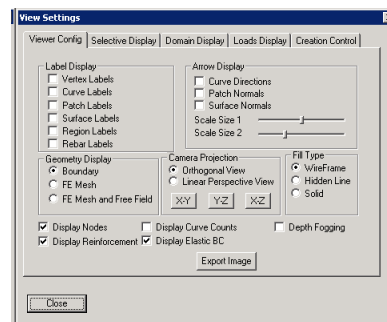 View Settings
Viewer Config Selective Display Domain Display Loads Display Creation Control
Label Display
Vertex Labels
Curve Labels
Patch Labels
Surface Labels
Region Labels
Rebar Labels
Arrow Display
Curve Directions
Patch Normals
Surface Normals
Scale Size 1
Scale Size 2
Geometry Display
Boundary
FE Mesh
FE Mesh and Free Field
Camera Projection
Orthogonal View
Linear Perspective View
X-Y Y-Z X-Z
Fill Type
WireFrame
Hidden Line
Solid
Display Nodes Display Curve Counts Depth Fogging
Display Reinforcement Display Elastic BC
Export Image
Close